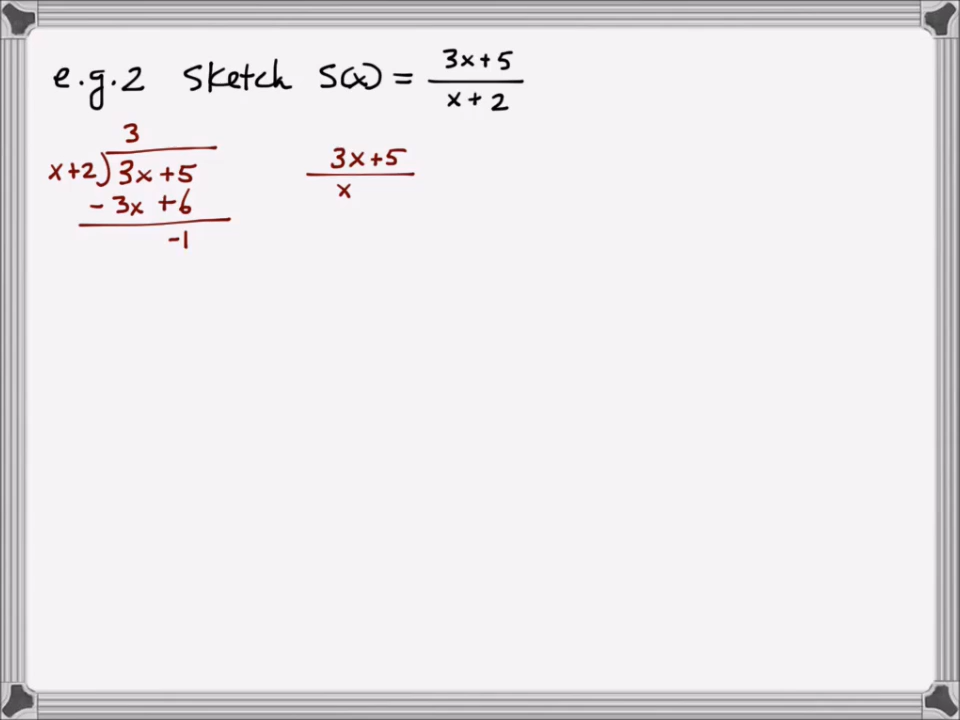 e.g.2 Sketch S(x) = (3x+5)/(x+2)
3
x+2)3x+5
-3x+6
-1
3x+5
x